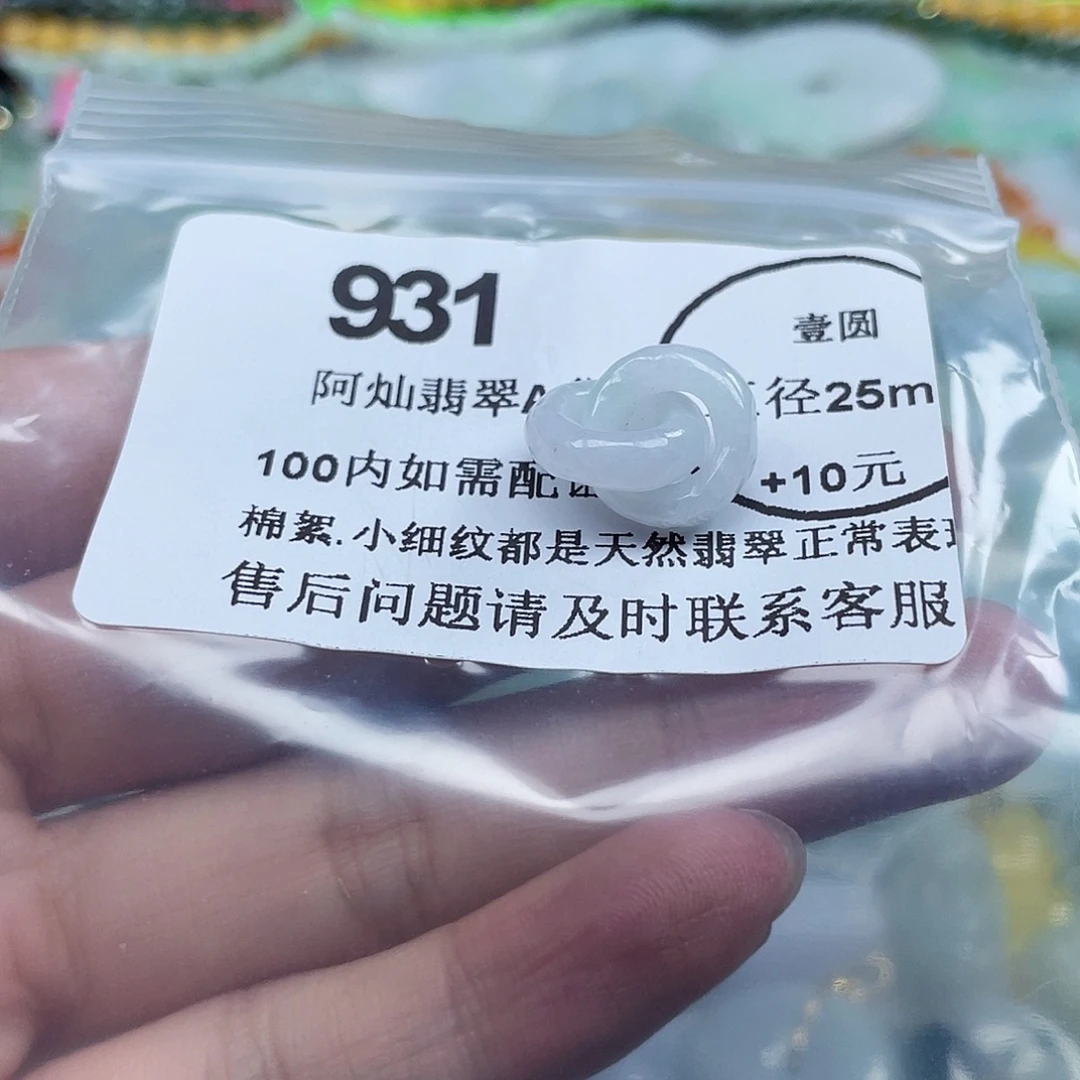 931
壹圆
阿灿翡翠A 径25m
100内如需配 +10元
棉絮.小细纹都是天然翡翠正常表
售后问题请及时联系客服